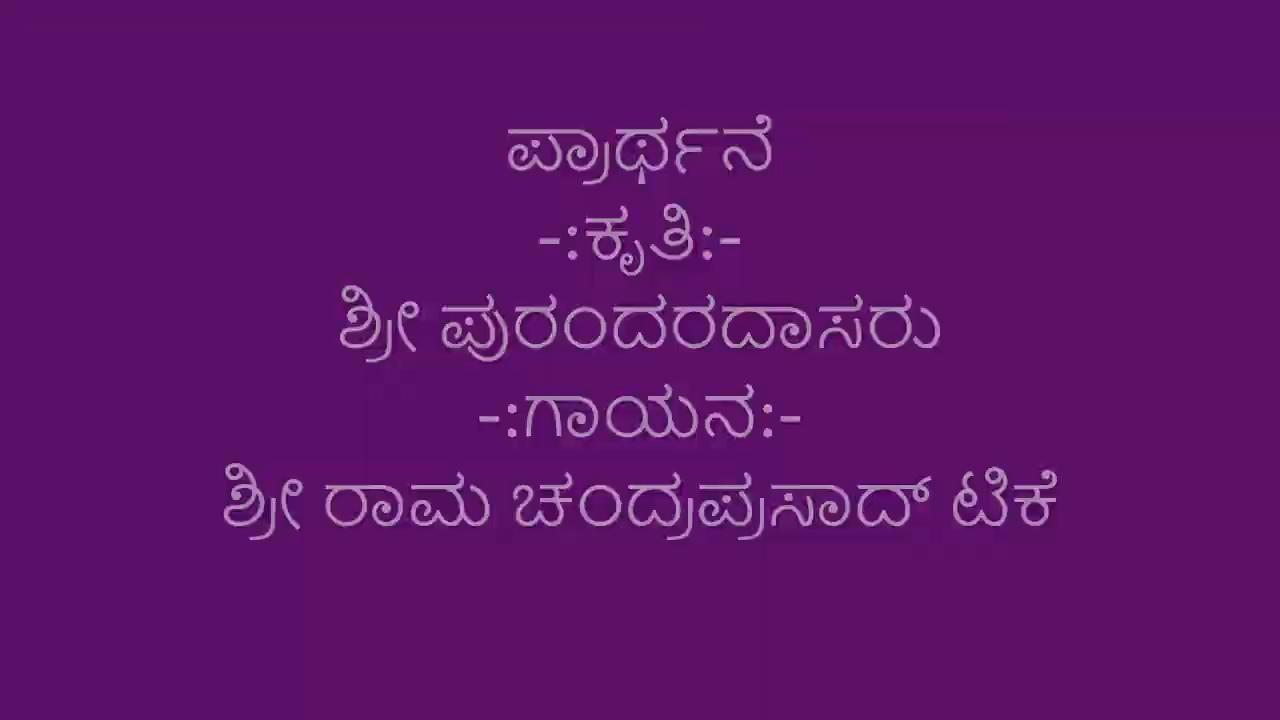 ಪ್ರಾರ್ಥನೆ
-:ಕೃತಿ:-
ಶ್ರೀ ಪುರಂದರದಾಸರು
-:ಗಾಯನ:-
ಶ್ರೀ ರಾಮ ಚಂದ್ರಪ್ರಸಾದ್ ಟಿಕೆ